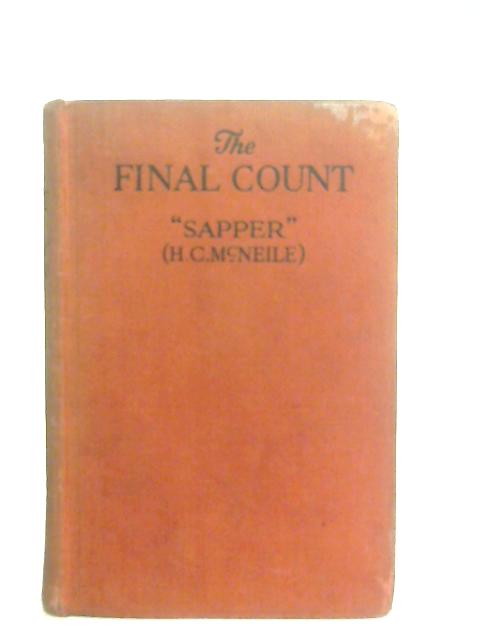 The
FINAL COUNT
"SAPPER"
(H.C.McNEILE)